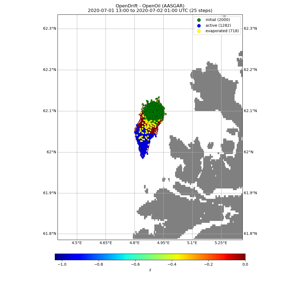 OpenDrift - OpenOil (AASGAR)
2020-07-01 13:00 to 2020-07-02 01:00 UTC (25 steps)
initial (2000)
active (1282)
evaporated (718)
62.3°N 62.3°N
62.2°N 62.2°N
62.1°N 62.1°N
62°N 62°N
61.9°N 61.9°N
61.8°N 61.8°N
4.5°E 4.65°E 4.8°E 4.95°E 5.1°E 5.25°E
−1.0 −0.8 −0.6 −0.4 −0.2 0.0
z